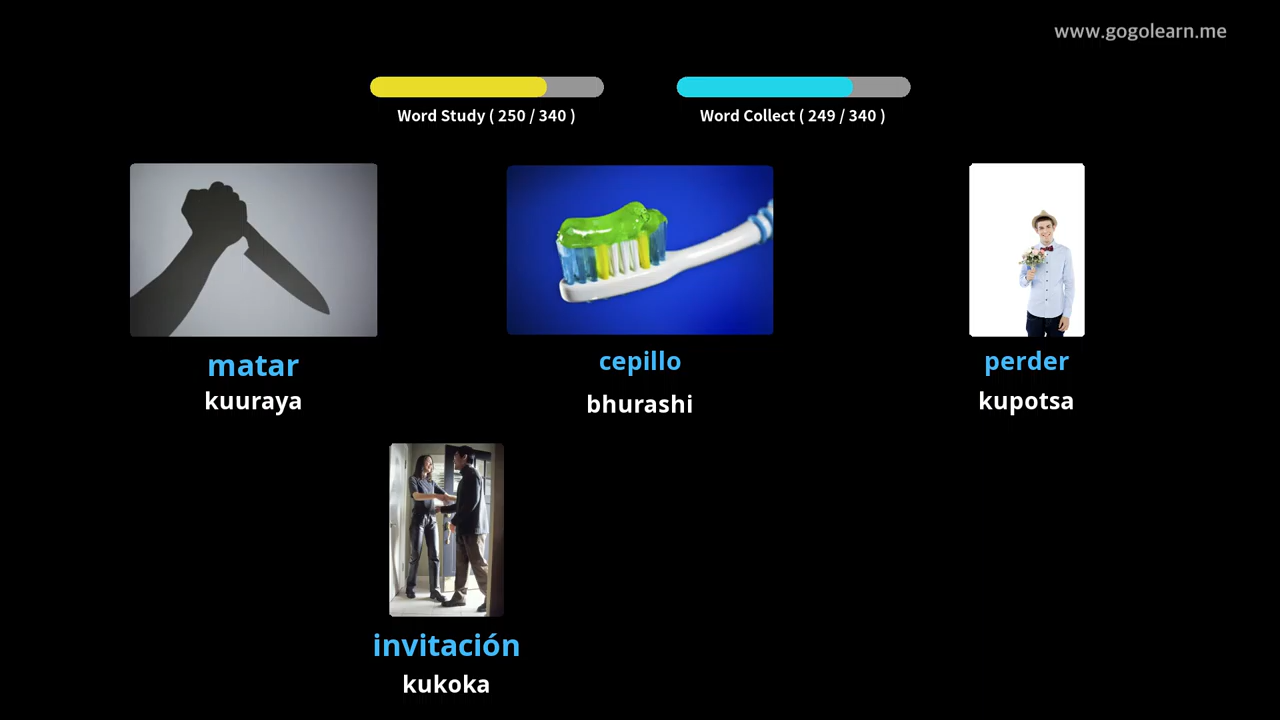 www.gogolearn.me
Word Study ( 250 / 340 )
Word Collect ( 249 / 340 )
matar
kuuraya
cepillo
bhurashi
perder
kupotsa
invitación
kukoka